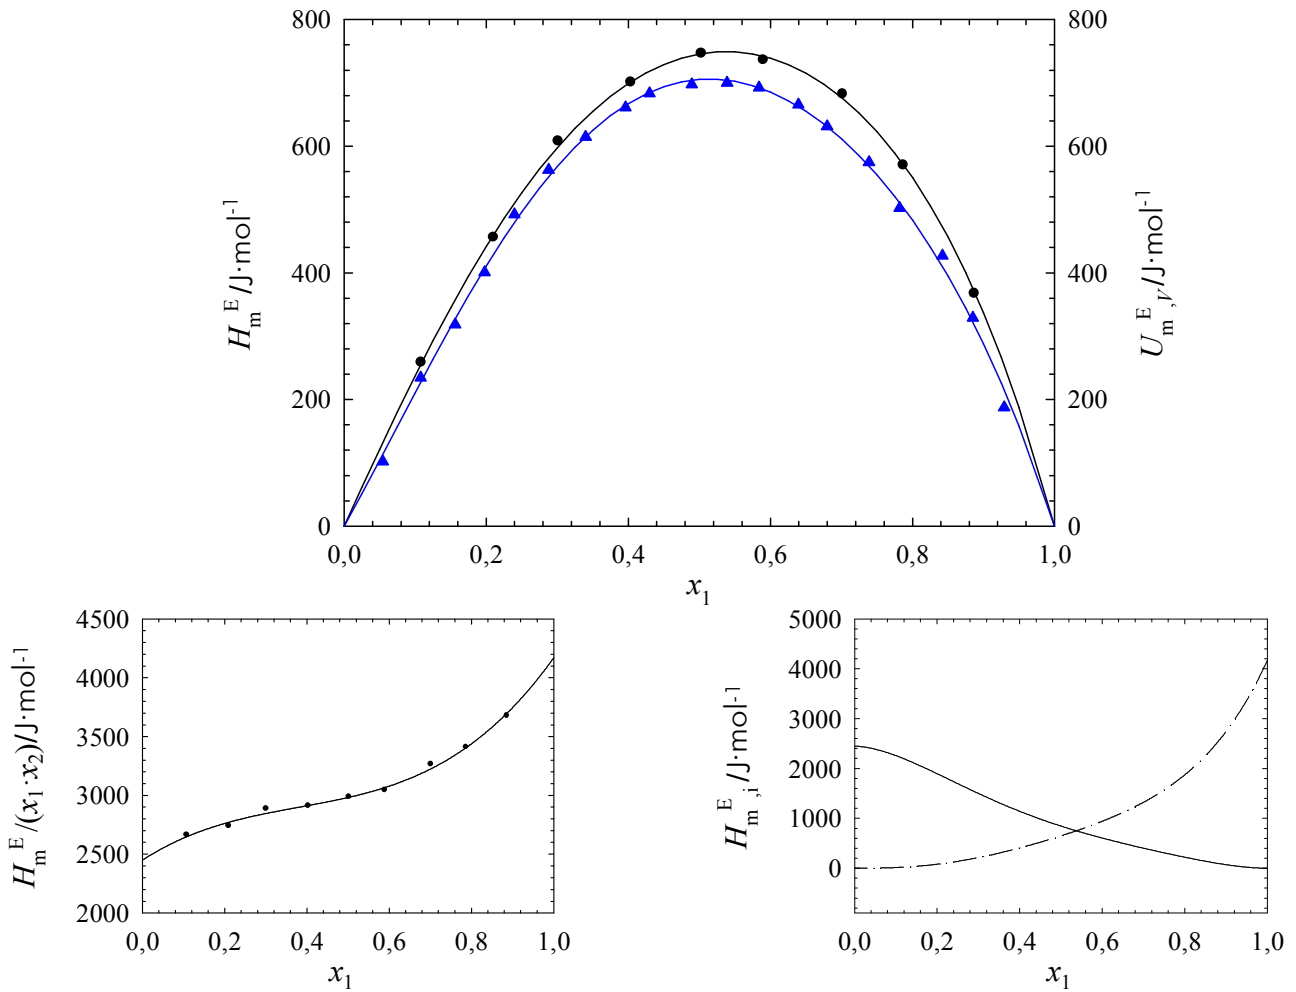 800
600
400
200
0
H_m^E/J·mol^-1
800
600
400
200
0
U_m^E,V/J·mol^-1
0,0 0,2 0,4 0,6 0,8 1,0
x_1
4500
4000
3500
3000
2500
2000
H_m^E/(x_1·x_2)/J·mol^-1
0,0 0,2 0,4 0,6 0,8 1,0
x_1
5000
4000
3000
2000
1000
0
H_m^E,i/J·mol^-1
0,0 0,2 0,4 0,6 0,8 1,0
x_1